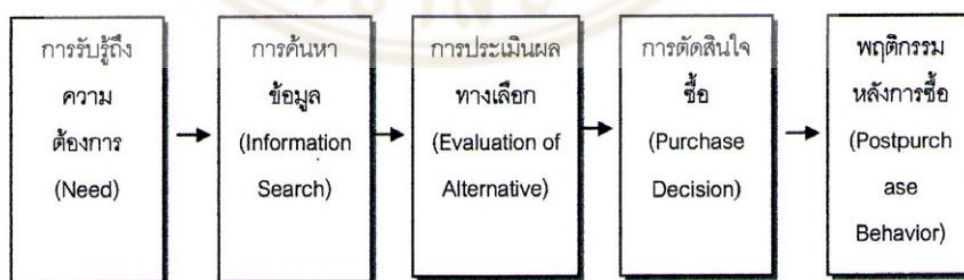 การรับรู้ถึง
ความ
ต้องการ
(Need)
การค้นหา
ข้อมูล
(Information
Search)
การประเมินผล
ทางเลือก
(Evaluation of
Alternative)
การตัดสินใจ
ซื้อ
(Purchase
Decision)
พฤติกรรม
หลังการซื้อ
(Postpurch
ase
Behavior)